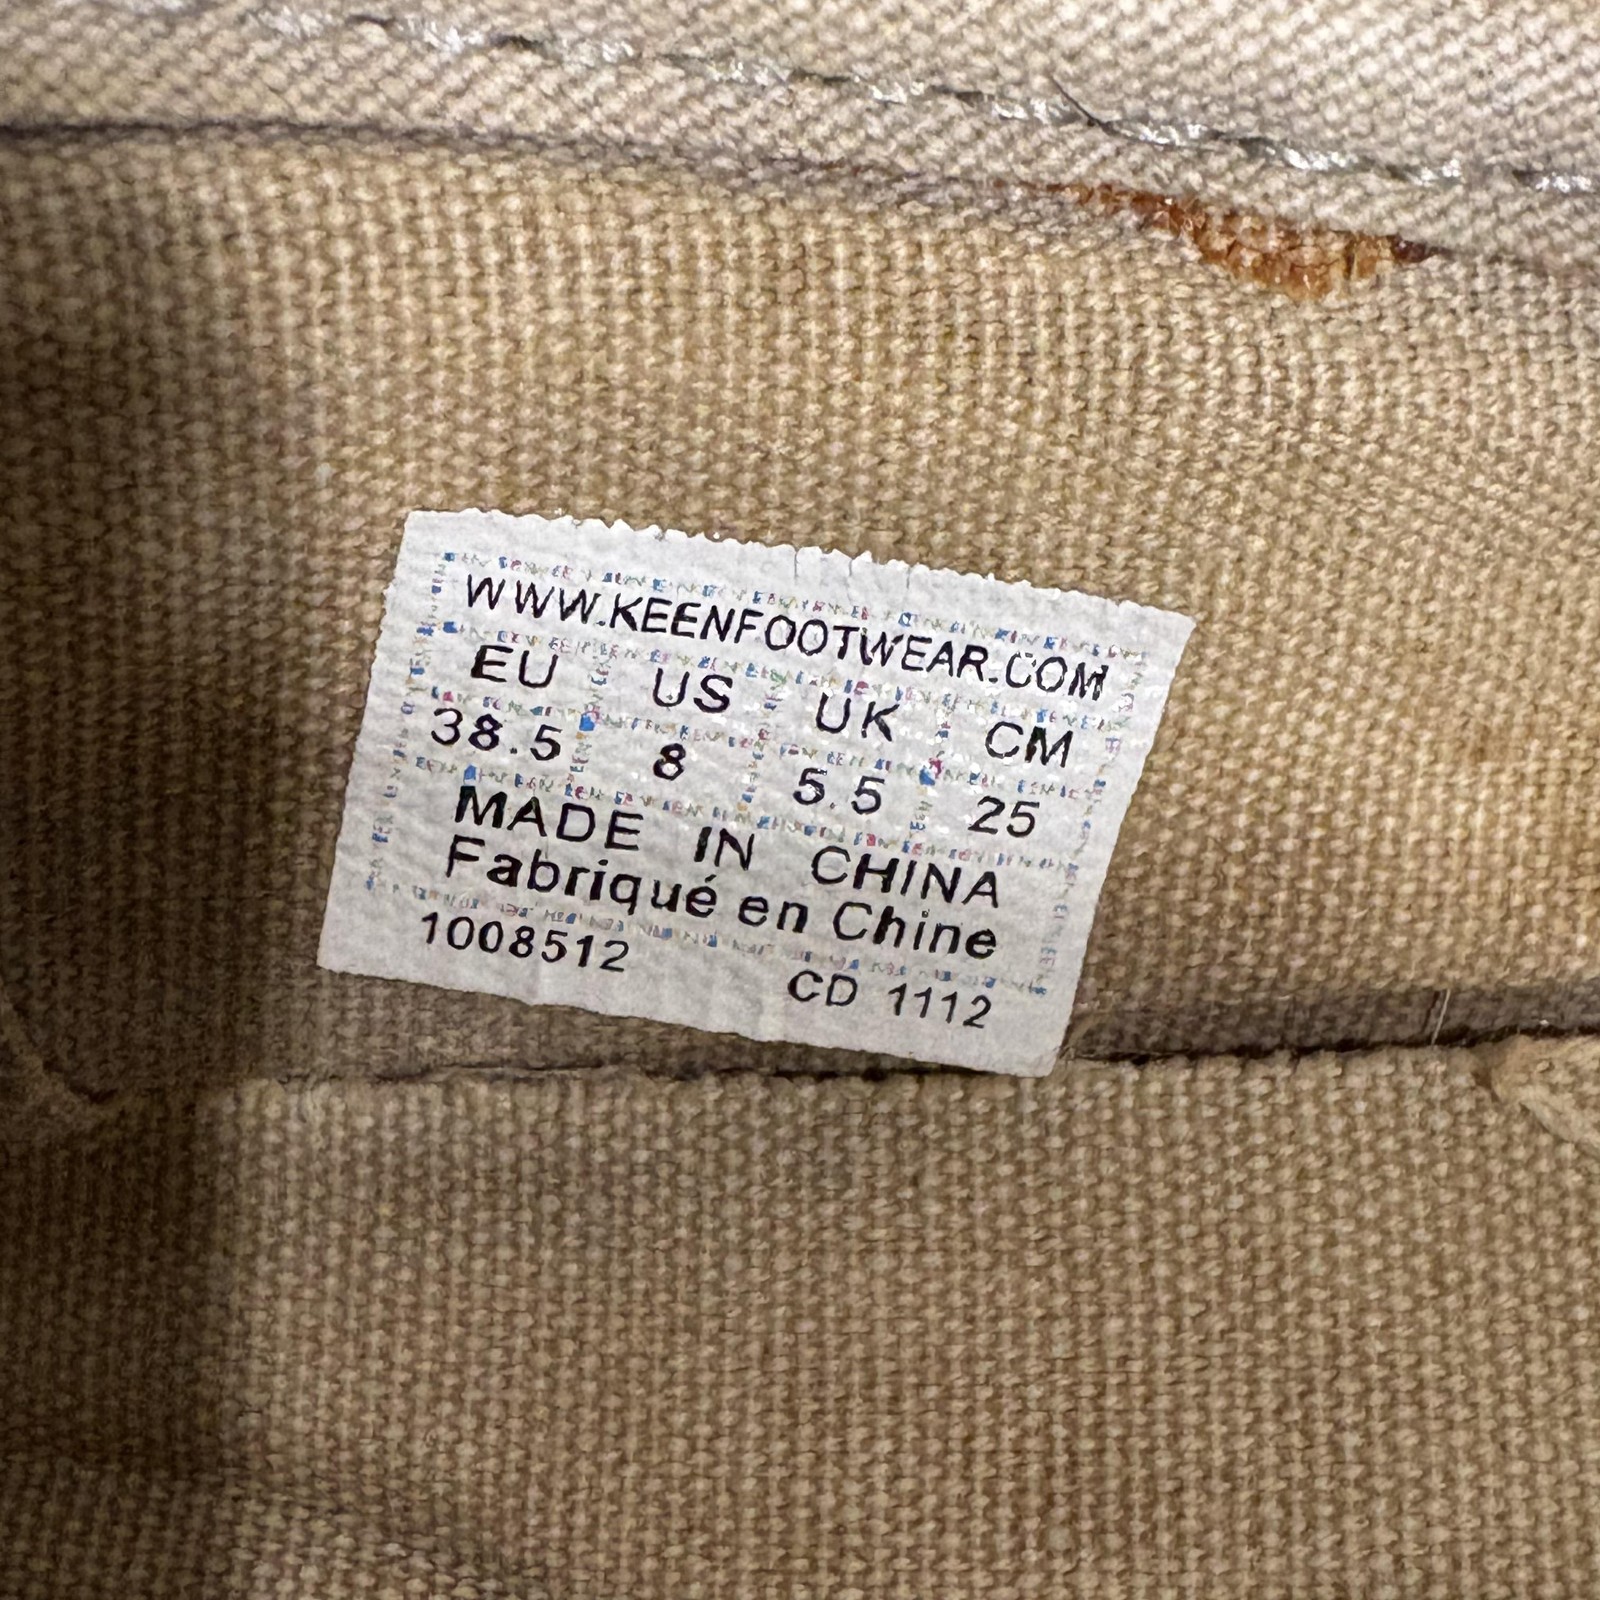 WWW.KEENFOOTWEAR.COM
EU US UK CM
38.5 8 5.5 25
MADE IN CHINA
Fabriqué en Chine
1008512 CD 1112